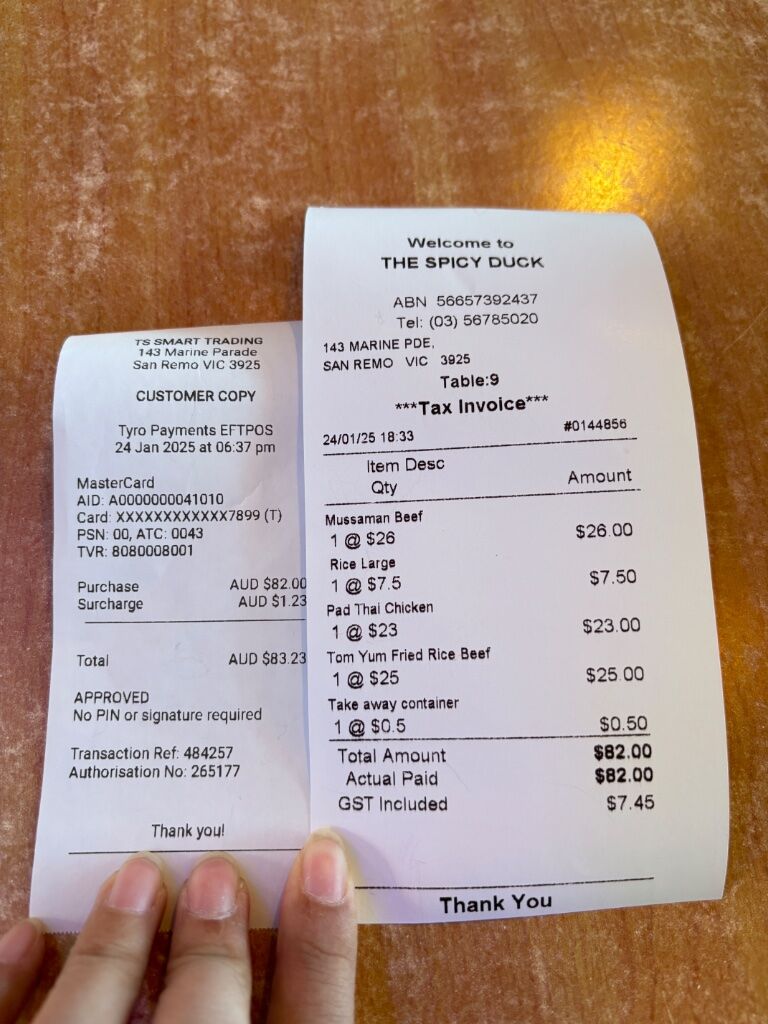 TS SMART TRADING
143 Marine Parade
San Remo VIC 3925
CUSTOMER COPY
Tyro Payments EFTPOS
24 Jan 2025 at 06:37 pm
MasterCard
AID: A0000000041010
Card: XXXXXXXXXXXX7899 (T)
PSN: 00, ATC: 0043
TVR: 8080008001
Purchase AUD $82.00
Surcharge AUD $1.23
Total AUD $83.23
APPROVED
No PIN or signature required
Transaction Ref: 484257
Authorisation No: 265177
Thank you!
Welcome to
THE SPICY DUCK
ABN 56657392437
Tel: (03) 56785020
143 MARINE PDE,
SAN REMO VIC 3925
Table:9
***Tax Invoice***
24/01/25 18:33 #0144856
Item Desc
Qty Amount
Mussaman Beef
1 @ $26 $26.00
Rice Large
1 @ $7.5 $7.50
Pad Thai Chicken
1 @ $23 $23.00
Tom Yum Fried Rice Beef
1 @ $25 $25.00
Take away container
1 @ $0.5 $0.50
Total Amount $82.00
Actual Paid $82.00
GST Included $7.45
Thank You